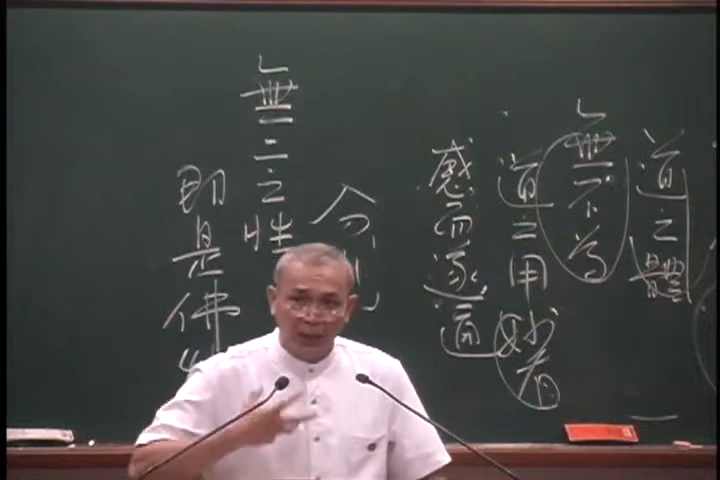 道之體
無不為
道之用妙有
感而遂通
無二之性
即是佛